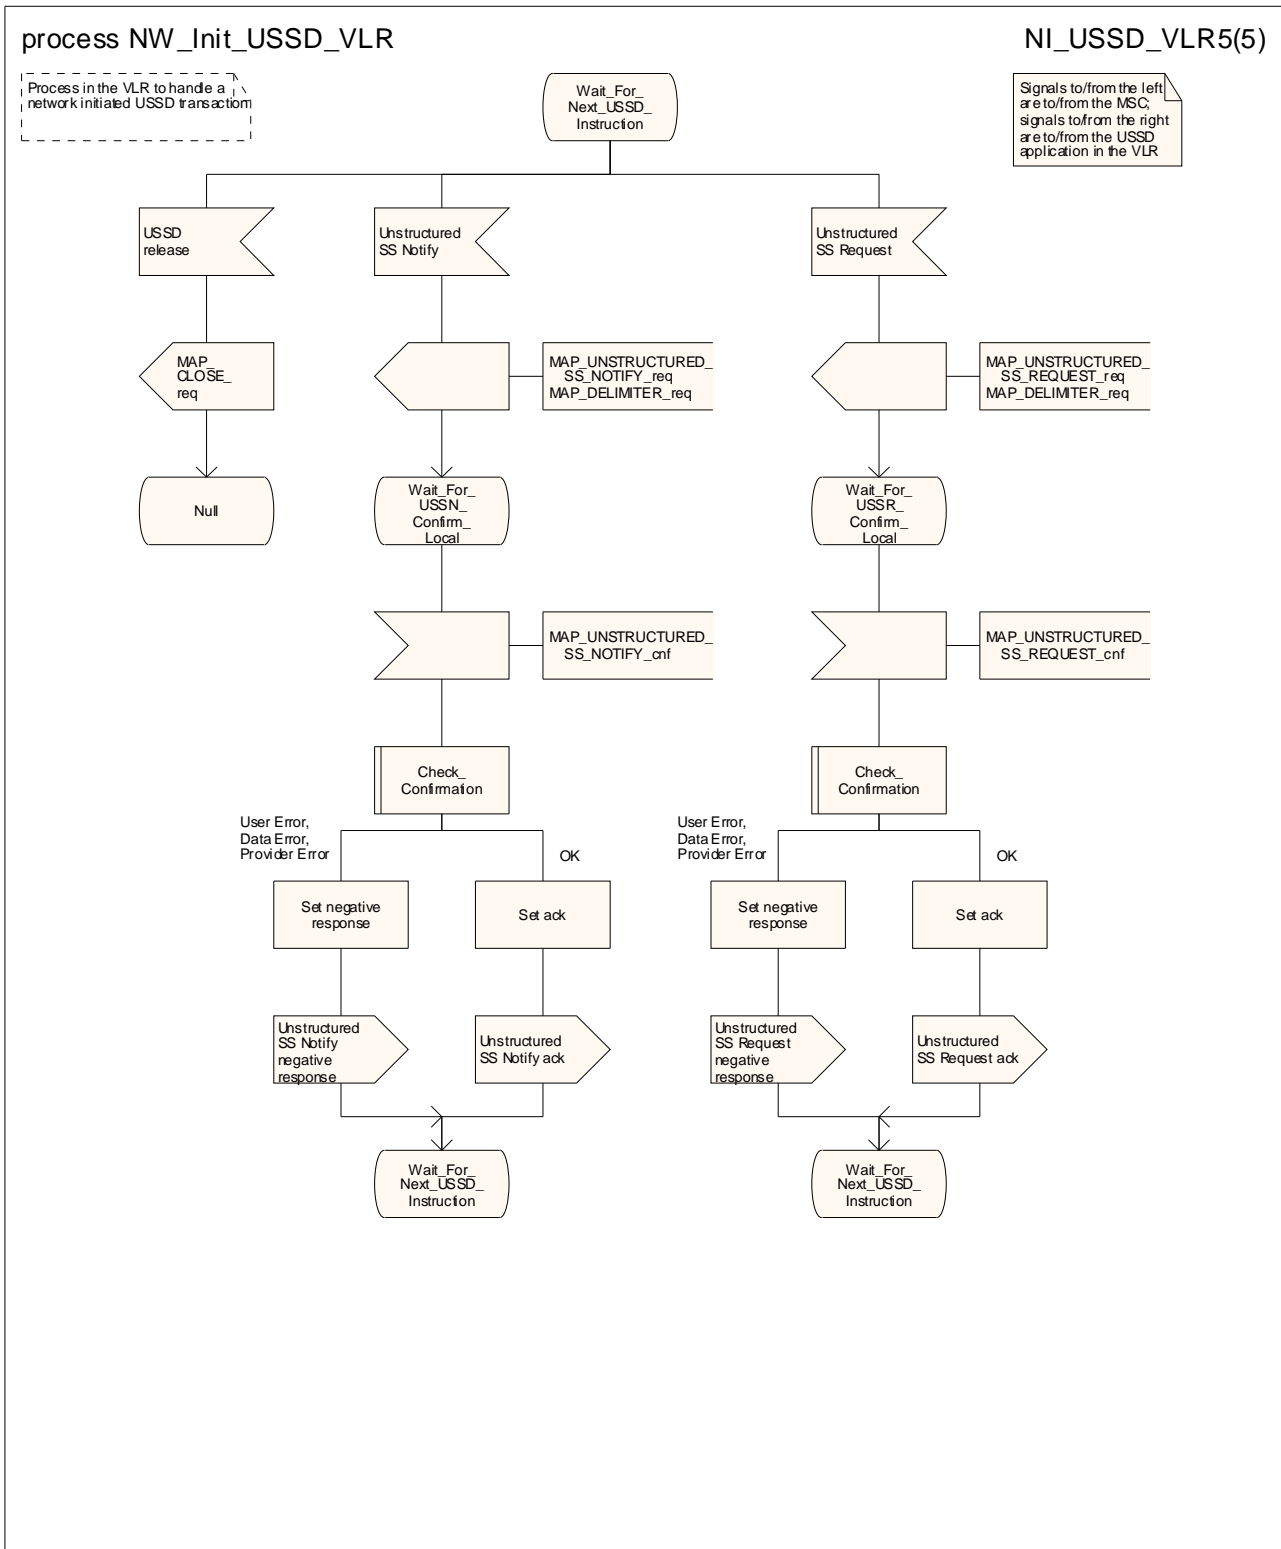 process NW_Init_USSD_VLR
NI_USSD_VLR5(5)
Process in the VLR to handle a
network initiated USSD transaction
Wait_For_
Next_USSD_
Instruction
Signals to/from the left
are to/from the MSC;
signals to/from the right
are to/from the USSD
application in the VLR
USSD
release
Unstructured
SS Notify
Unstructured
SS Request
MAP_
CLOSE_
req
MAP_UNSTRUCTURED_
SS_NOTIFY_req
MAP_DELIMITER_req
MAP_UNSTRUCTURED_
SS_REQUEST_req
MAP_DELIMITER_req
Null
Wait_For_
USSN_
Confirm_
Local
Wait_For_
USSR_
Confirm_
Local
MAP_UNSTRUCTURED_
SS_NOTIFY_cnf
MAP_UNSTRUCTURED_
SS_REQUEST_cnf
Check_
Confirmation
Check_
Confirmation
User Error,
Data Error,
Provider Error
OK
User Error,
Data Error,
Provider Error
OK
Set negative
response
Set ack
Set negative
response
Set ack
Unstructured
SS Notify
negative
response
Unstructured
SS Notify ack
Unstructured
SS Request
negative
response
Unstructured
SS Request ack
Wait_For_
Next_USSD_
Instruction
Wait_For_
Next_USSD_
Instruction